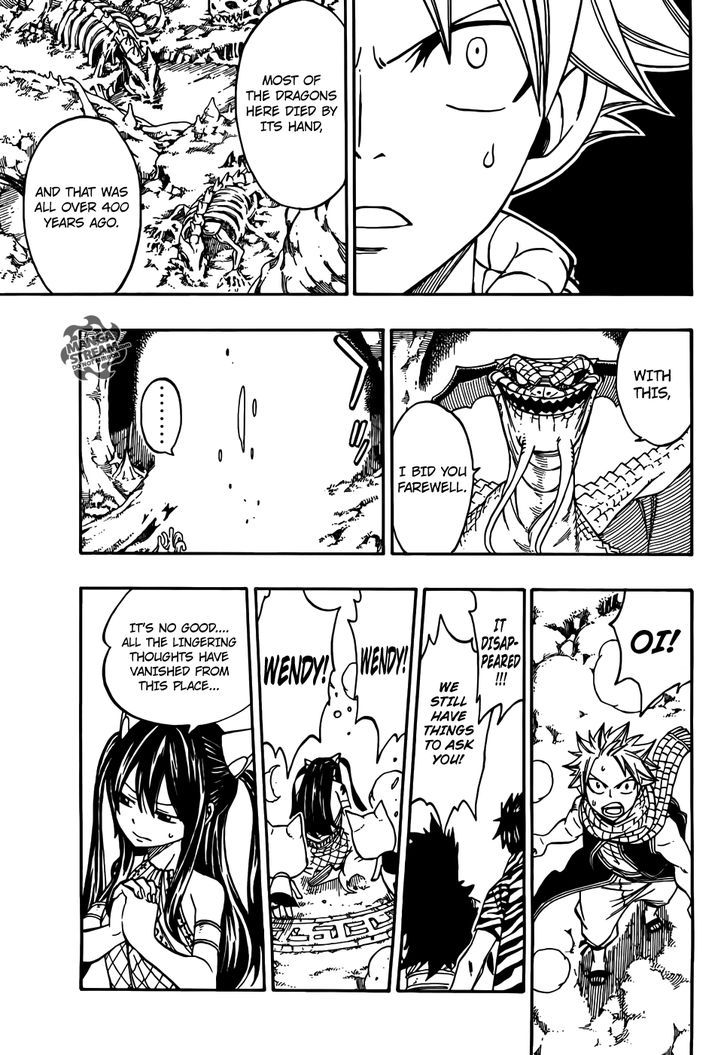 MOST OF
THE DRAGONS
HERE DIED BY
ITS HAND,
AND THAT WAS
ALL OVER 400
YEARS AGO.
WITH
THIS,
I BID YOU
FAREWELL.
MANGA
STREAM
.......
OI!
IT
DISAP-
PEARED
!!!
WE
STILL
HAVE
THINGS
TO ASK
YOU!
WENDY!
WENDY!
IT'S NO GOOD....
ALL THE LINGERING
THOUGHTS HAVE
VANISHED FROM
THIS PLACE...